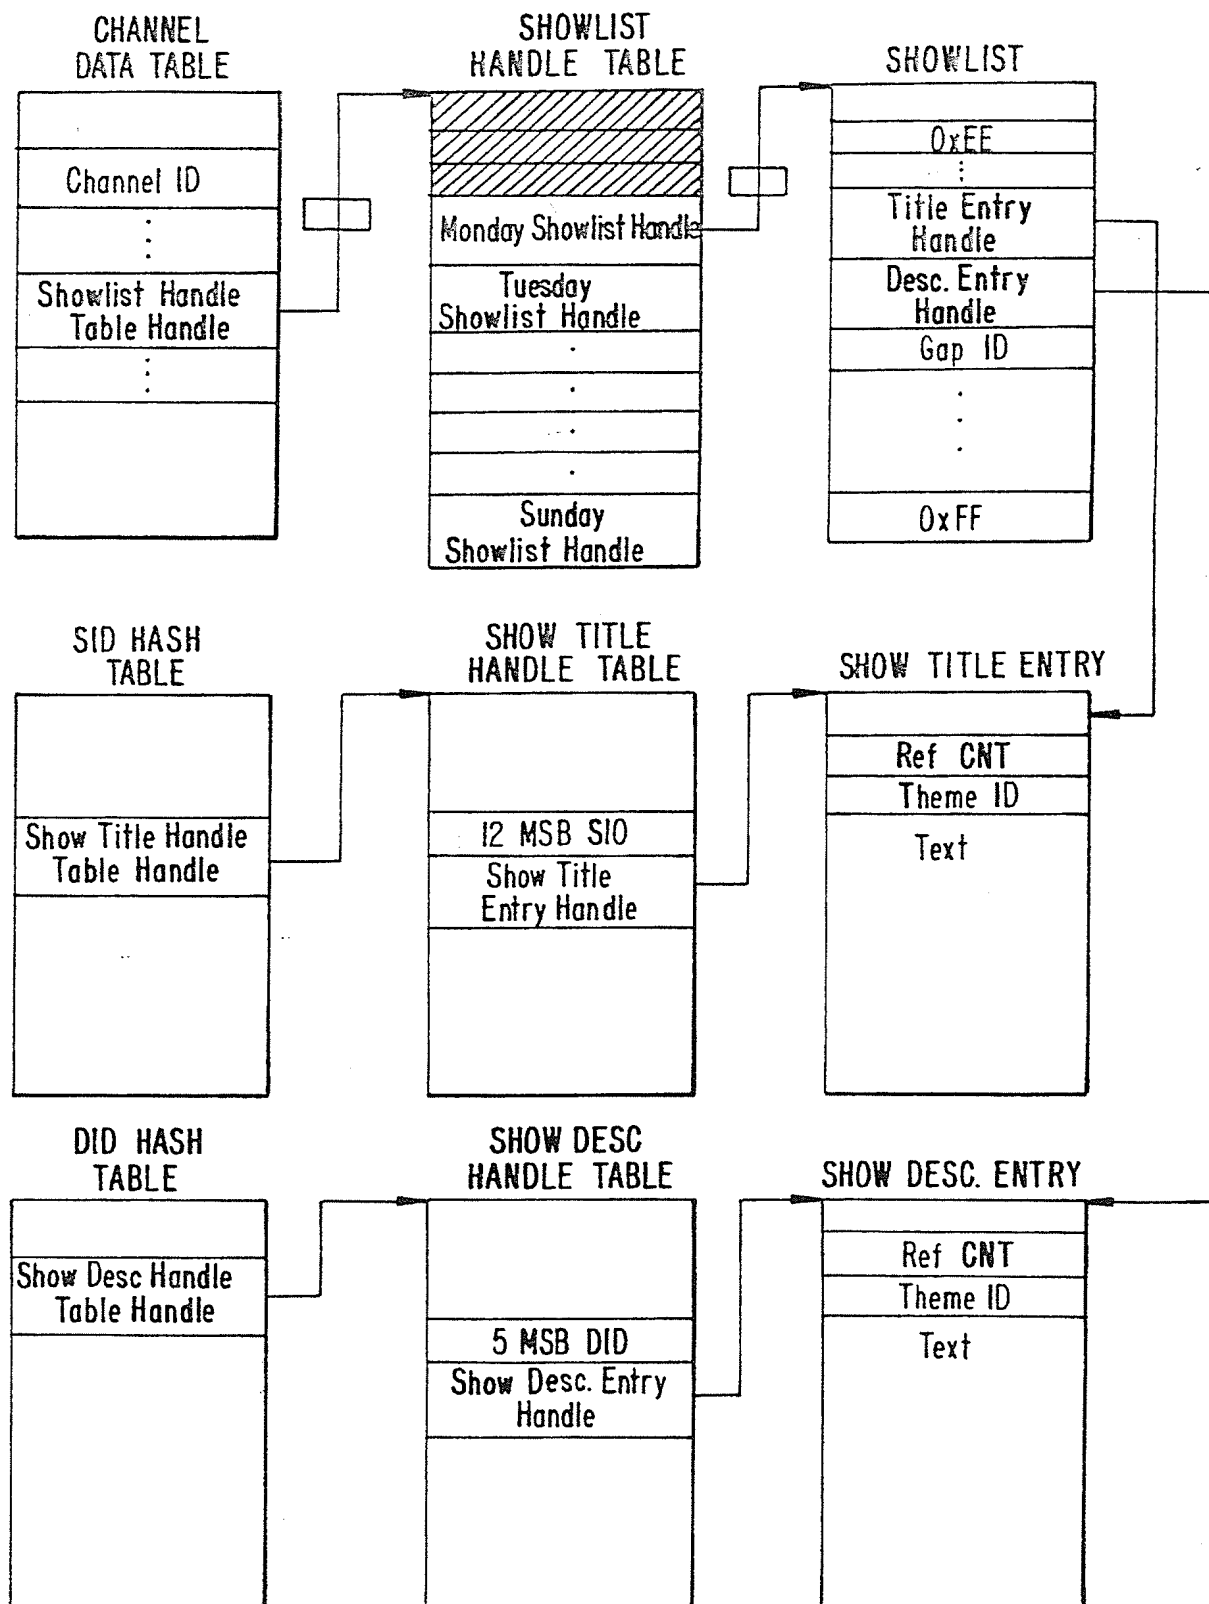 CHANNEL
DATA TABLE
Channel ID
Showlist Handle
Table Handle
SHOWLIST
HANDLE TABLE
Monday Showlist Handle
Tuesday
Showlist Handle
Sunday
Showlist Handle
SHOWLIST
0xEE
Title Entry
Handle
Desc. Entry
Handle
Gap ID
0xFF
SID HASH
TABLE
Show Title Handle
Table Handle
SHOW TITLE
HANDLE TABLE
12 MSB SIO
Show Title
Entry Handle
SHOW TITLE ENTRY
Ref CNT
Theme ID
Text
DID HASH
TABLE
Show Desc Handle
Table Handle
SHOW DESC
HANDLE TABLE
5 MSB DID
Show Desc. Entry
Handle
SHOW DESC. ENTRY
Ref CNT
Theme ID
Text